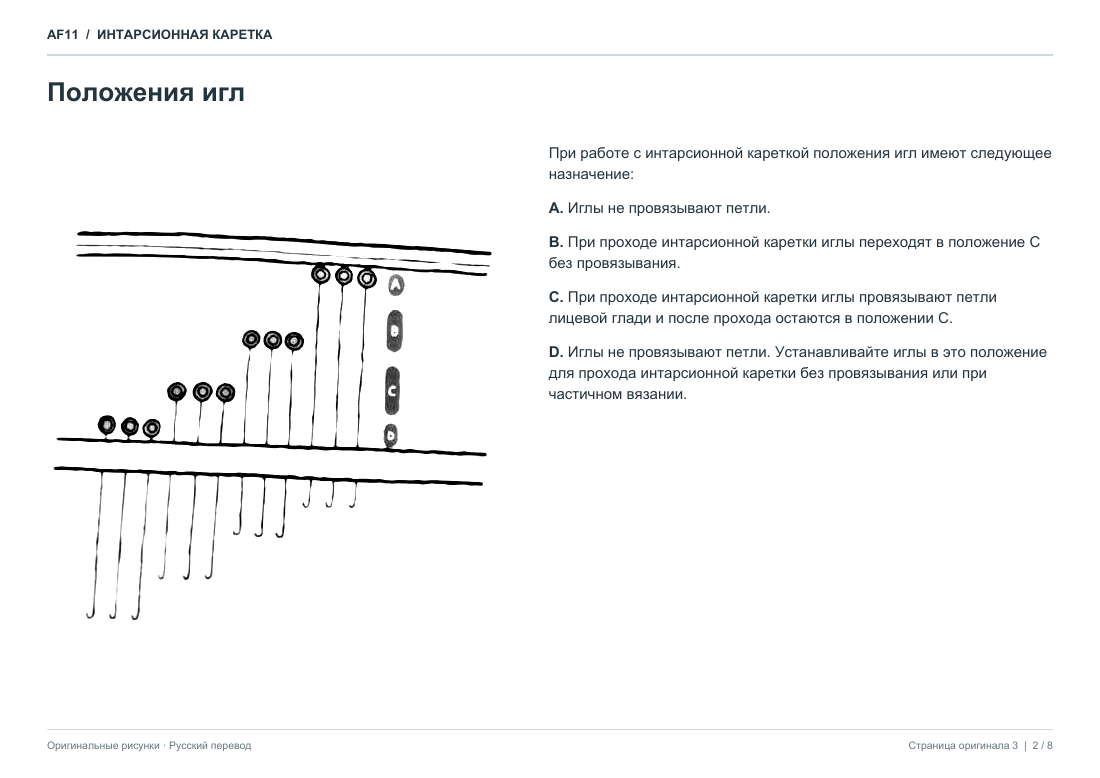 AF11 / ИНТАРСИОННАЯ КАРЕТКА
Положения игл
При работе с интарсионной кареткой положения игл имеют следующее
назначение:
A. Иглы не провязывают петли.
B. При проходе интарсионной каретки иглы переходят в положение C
без провязывания.
C. При проходе интарсионной каретки иглы провязывают петли
лицевой глади и после прохода остаются в положении C.
D. Иглы не провязывают петли. Устанавливайте иглы в это положение
для прохода интарсионной каретки без провязывания или при
частичном вязании.
A
B
C
D
Оригинальные рисунки · Русский перевод
Страница оригинала 3 | 2 / 8